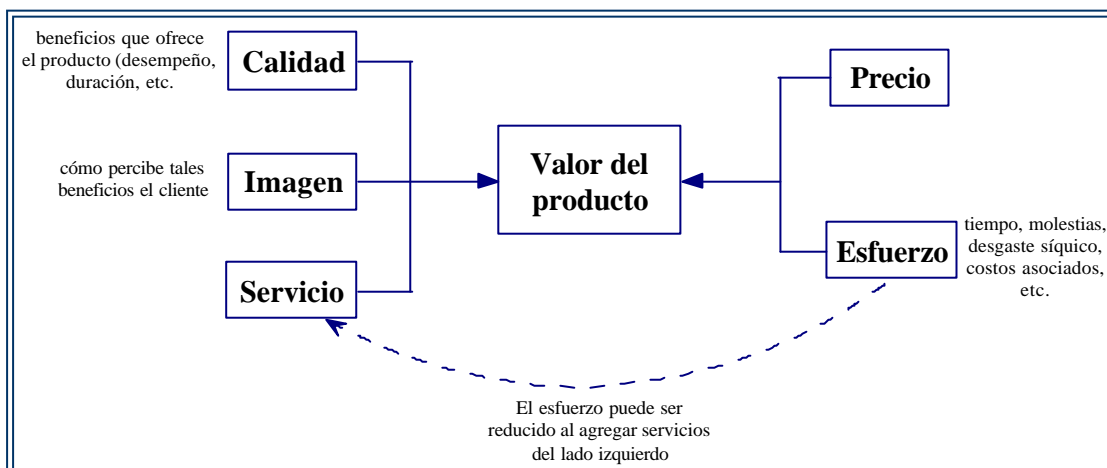 beneficios que ofrece
el producto (desempeño,
duración, etc.
Calidad
cómo percibe tales
beneficios el cliente
Imagen
Servicio
Valor del
producto
Precio
Esfuerzo
tiempo, molestias,
desgaste síquico,
costos asociados,
etc.
El esfuerzo puede ser
reducido al agregar servicios
del lado izquierdo